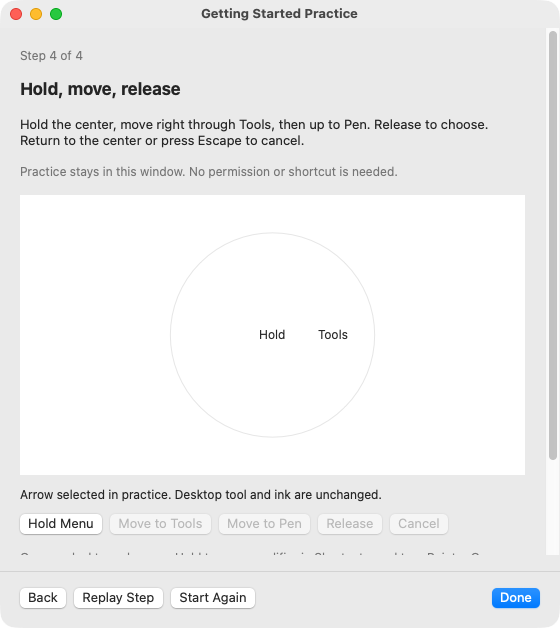 Getting Started Practice
Step 4 of 4
Hold, move, release
Hold the center, move right through Tools, then up to Pen. Release to choose.
Return to the center or press Escape to cancel.
Practice stays in this window. No permission or shortcut is needed.
Hold Tools
Arrow selected in practice. Desktop tool and ink are unchanged.
Hold Menu Move to Tools Move to Pen Release Cancel
Back Replay Step Start Again Done